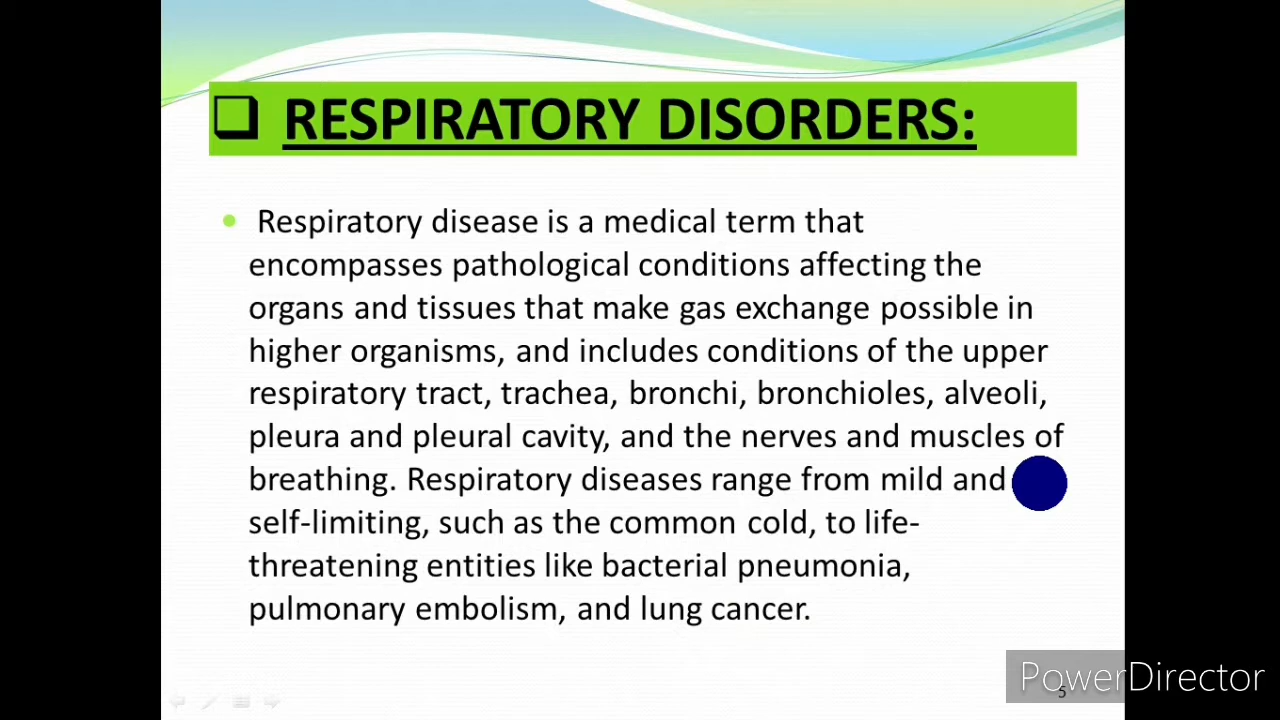 RESPIRATORY DISORDERS:
Respiratory disease is a medical term that
encompasses pathological conditions affecting the
organs and tissues that make gas exchange possible in
higher organisms, and includes conditions of the upper
respiratory tract, trachea, bronchi, bronchioles, alveoli,
pleura and pleural cavity, and the nerves and muscles of
breathing. Respiratory diseases range from mild and
self-limiting, such as the common cold, to life-
threatening entities like bacterial pneumonia,
pulmonary embolism, and lung cancer.
PowerDirector
5